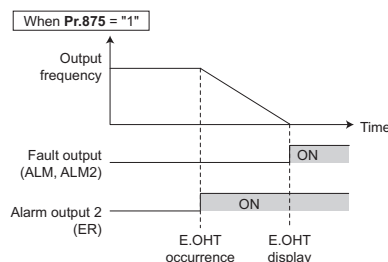 When Pr.875 = "1"
Output
frequency
Time
Fault output
(ALM, ALM2)
ON
Alarm output 2
(ER)
ON
E.OHT
occurrence
E.OHT
display